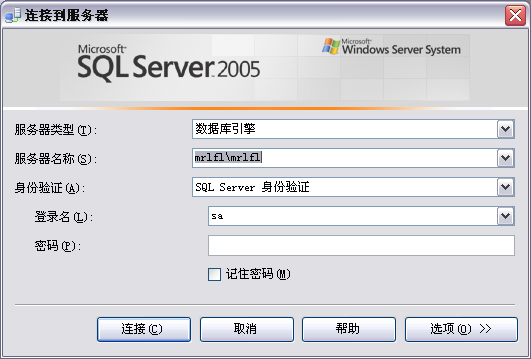 连接到服务器
Microsoft
SQL Server 2005
Microsoft
Windows Server System
服务器类型(T): 数据库引擎
服务器名称(S): mrlfl\mrlfl
身份验证(A): SQL Server 身份验证
登录名(L): sa
密码(P):
记住密码(M)
连接(C) 取消 帮助 选项(O) >>